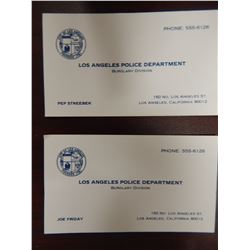 PHONE: 555-6126
LOS ANGELES POLICE DEPARTMENT
BURGLARY DIVISION
PEP STREEBEK
150 NO. LOS ANGELES ST.
LOS ANGELES, CALIFORNIA 90012
PHONE: 555-6126
LOS ANGELES POLICE DEPARTMENT
BURGLARY DIVISION
JOE FRIDAY
150 NO. LOS ANGELES ST.
LOS ANGELES, CALIFORNIA 90012